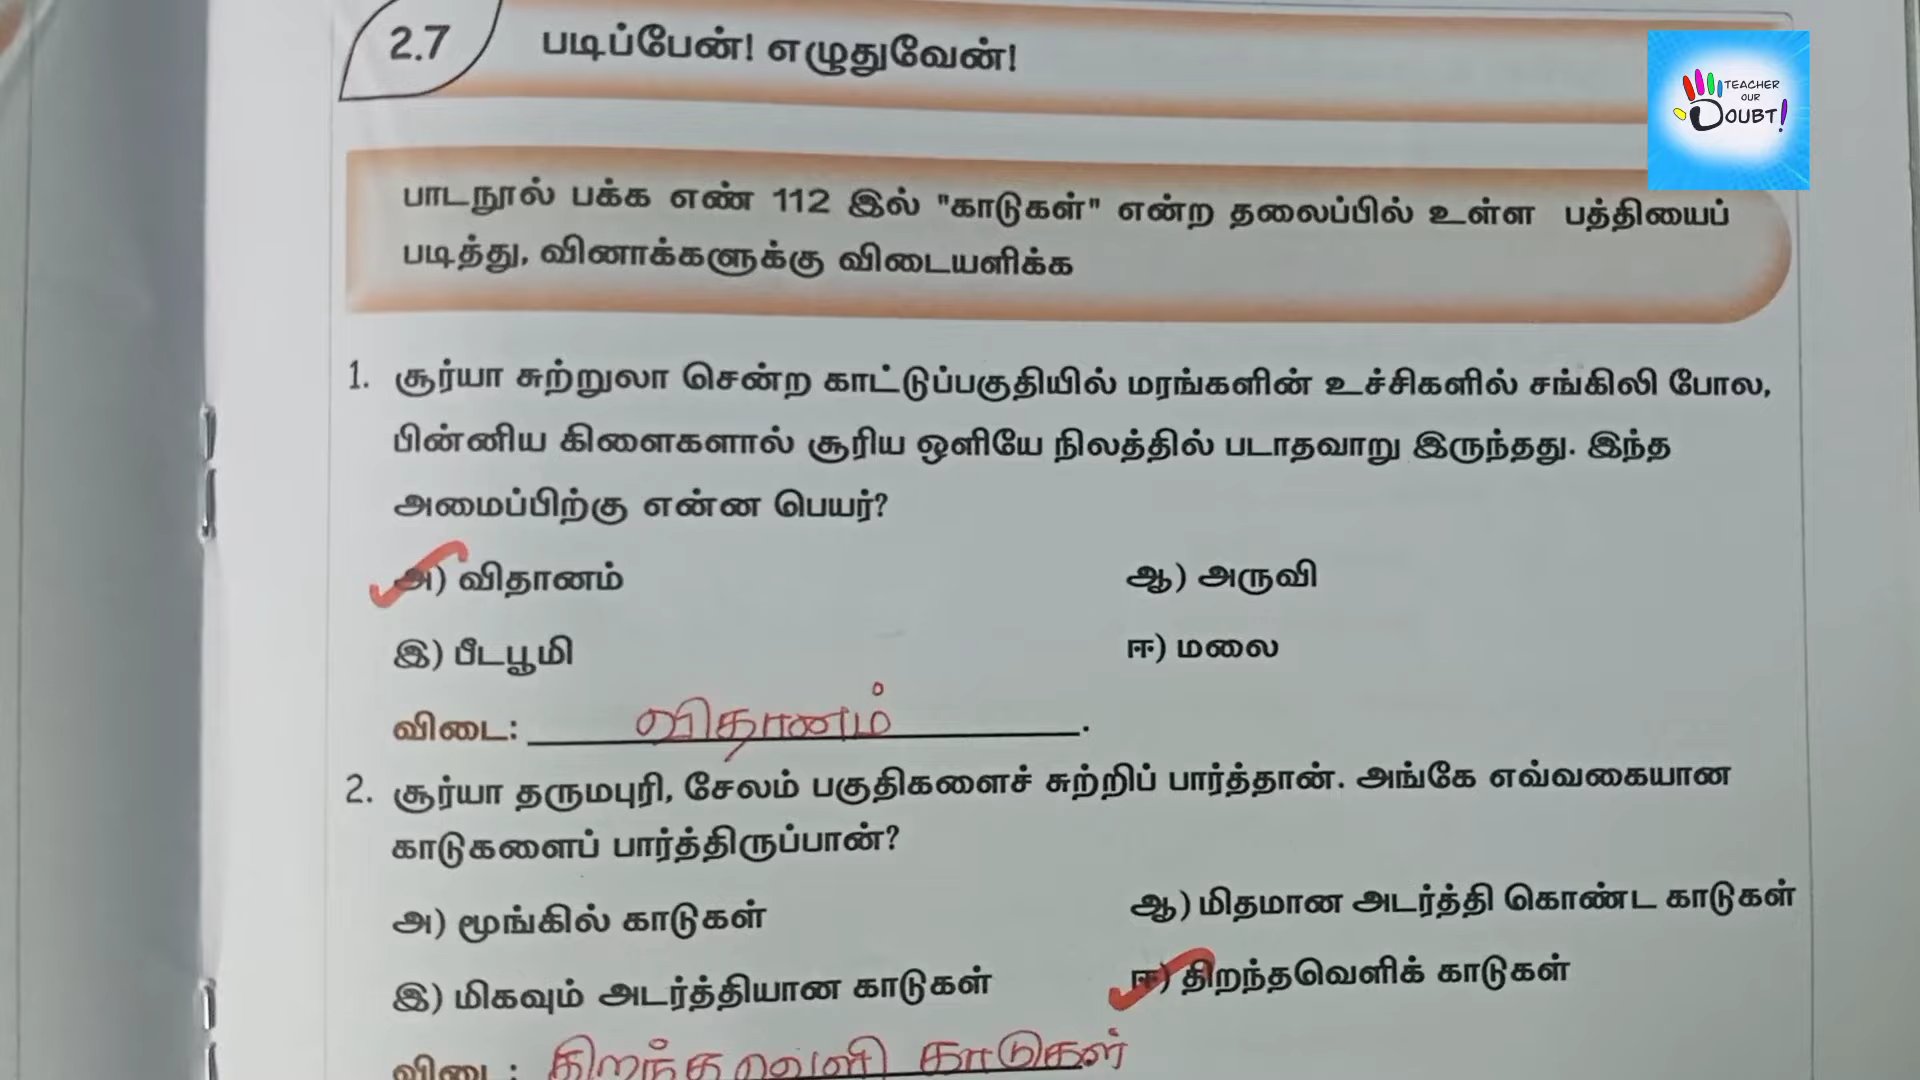 2.7 படிப்பேன்! எழுதுவேன்!
TEACHER
OUR
DOUBT!
பாடநூல் பக்க எண் 112 இல் "காடுகள்" என்ற தலைப்பில் உள்ள பத்தியைப்
படித்து, வினாக்களுக்கு விடையளிக்க
1. சூர்யா சுற்றுலா சென்ற காட்டுப்பகுதியில் மரங்களின் உச்சிகளில் சங்கிலி போல,
பின்னிய கிளைகளால் சூரிய ஒளியே நிலத்தில் படாதவாறு இருந்தது. இந்த
அமைப்பிற்கு என்ன பெயர்?
அ) விதானம் ஆ) அருவி
இ) பீடபூமி ஈ) மலை
விடை: விதானம்.
2. சூர்யா தருமபுரி, சேலம் பகுதிகளைச் சுற்றிப் பார்த்தான். அங்கே எவ்வகையான
காடுகளைப் பார்த்திருப்பான்?
அ) மூங்கில் காடுகள் ஆ) மிதமான அடர்த்தி கொண்ட காடுகள்
இ) மிகவும் அடர்த்தியான காடுகள் ஈ) திறந்தவெளிக் காடுகள்
விடை : திறந்தவெளி காடுகள்